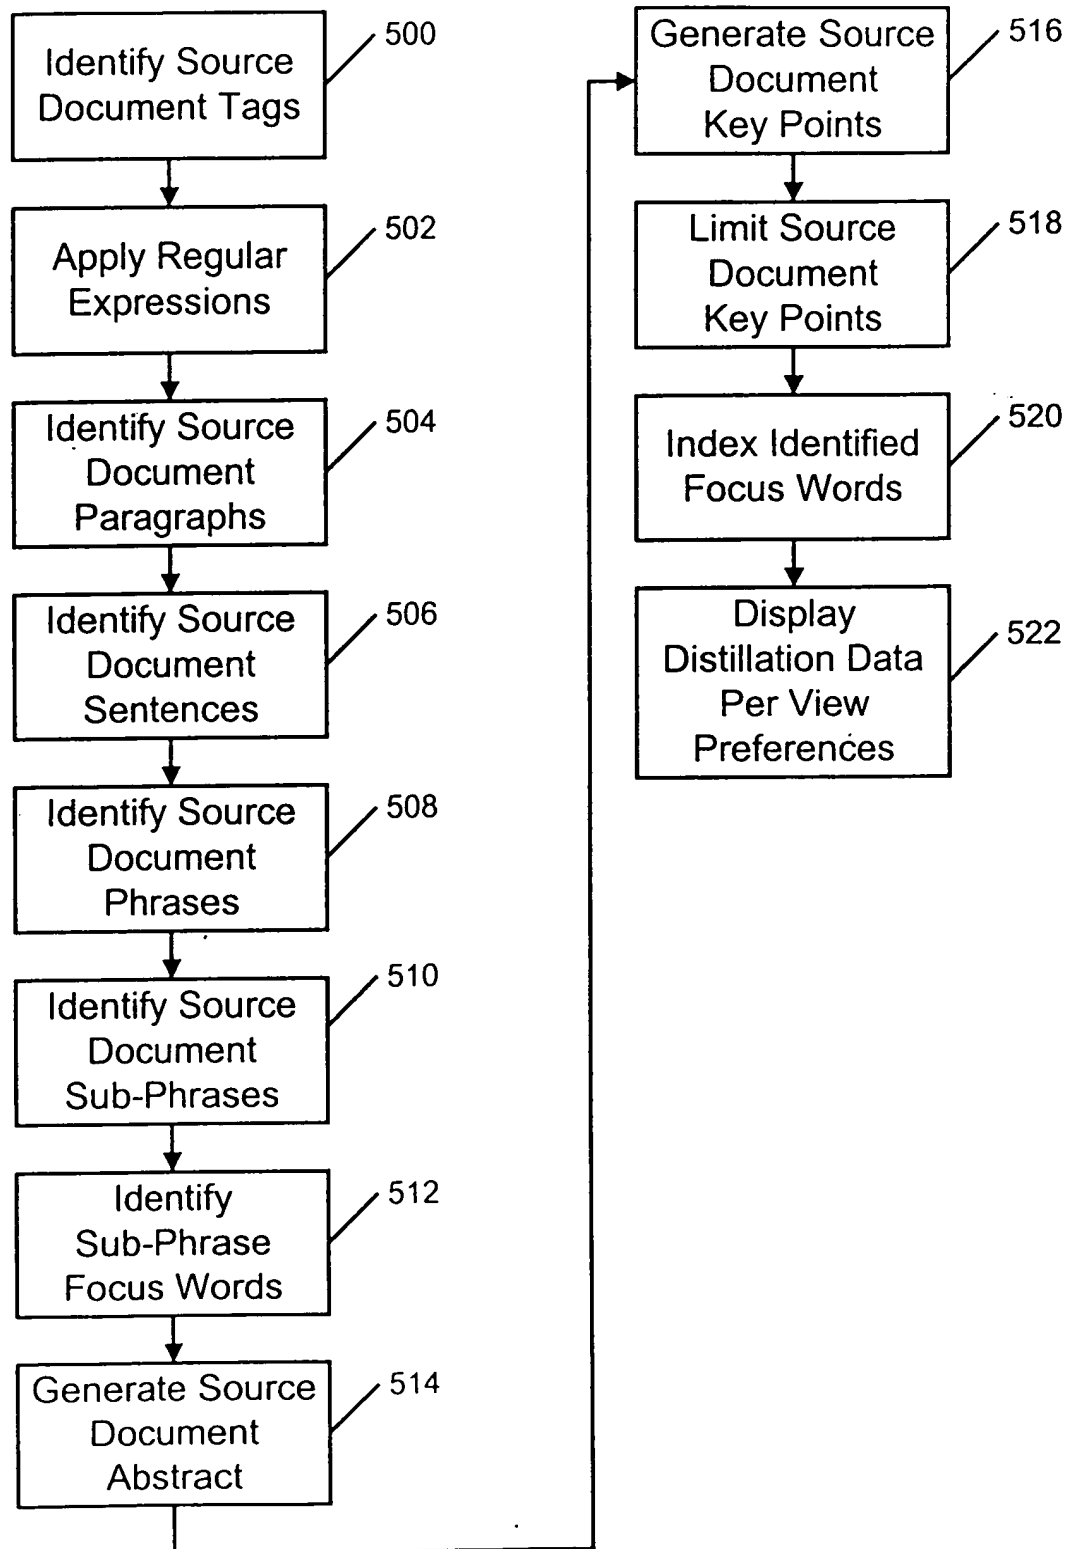 Identify Source
Document Tags
500
Apply Regular
Expressions
502
Identify Source
Document
Paragraphs
504
Identify Source
Document
Sentences
506
Identify Source
Document
Phrases
508
Identify Source
Document
Sub-Phrases
510
Identify
Sub-Phrase
Focus Words
512
Generate Source
Document
Abstract
514
Generate Source
Document
Key Points
516
Limit Source
Document
Key Points
518
Index Identified
Focus Words
520
Display
Distillation Data
Per View
Preferences
522